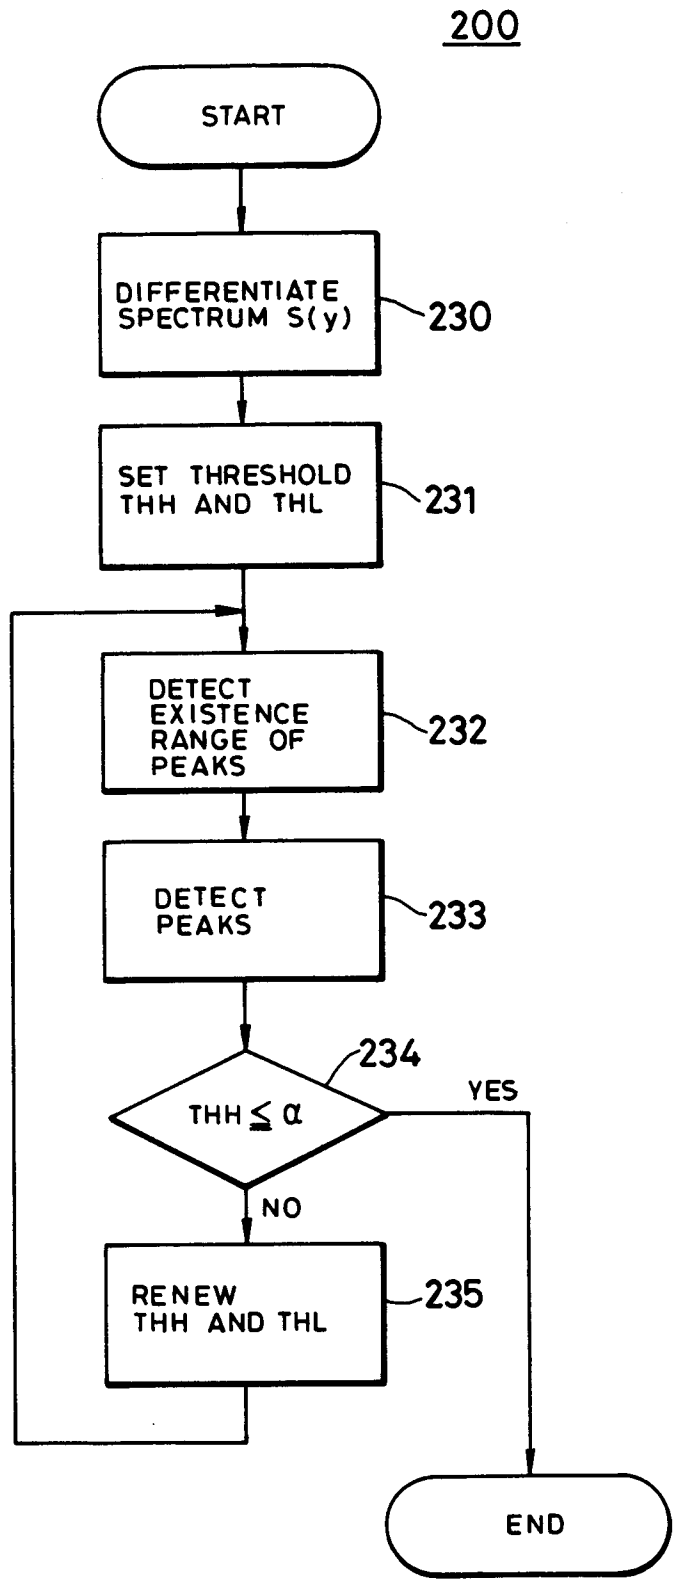 200
START
DIFFERENTIATE
SPECTRUM S(y)
230
SET THRESHOLD
THH AND THL
231
DETECT
EXISTENCE
RANGE OF
PEAKS
232
DETECT
PEAKS
233
234
THH ≦ α
YES
NO
RENEW
THH AND THL
235
END